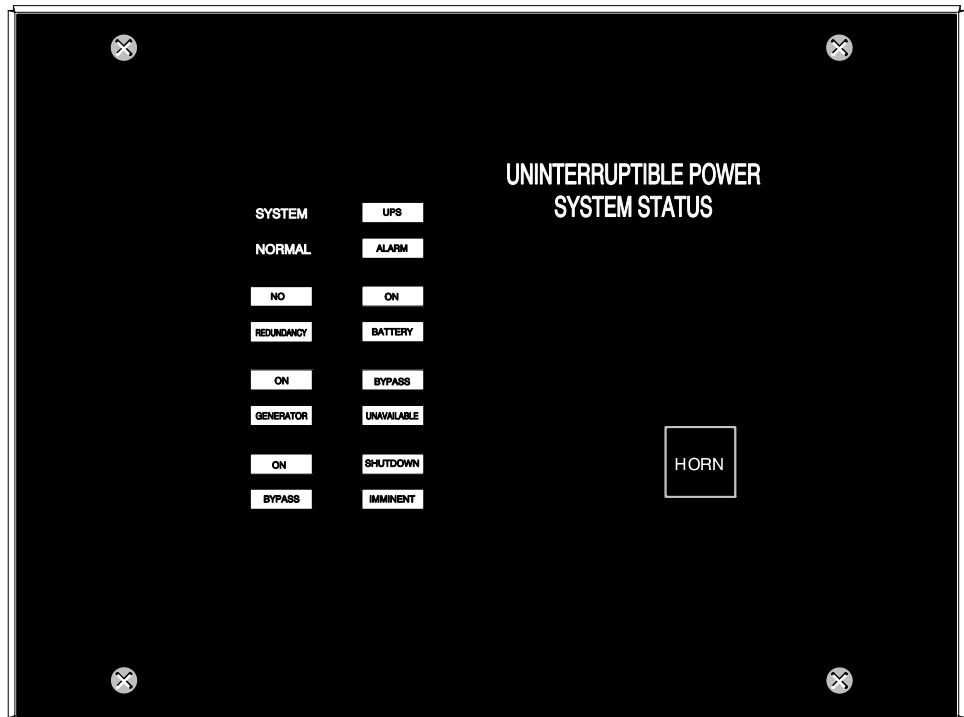 UNINTERRUPTIBLE POWER
SYSTEM STATUS
SYSTEM
NORMAL
UPS
ALARM
NO
REDUNDANCY
ON
BATTERY
ON
GENERATOR
BYPASS
UNAVAILABLE
ON
BYPASS
SHUTDOWN
IMMINENT
HORN